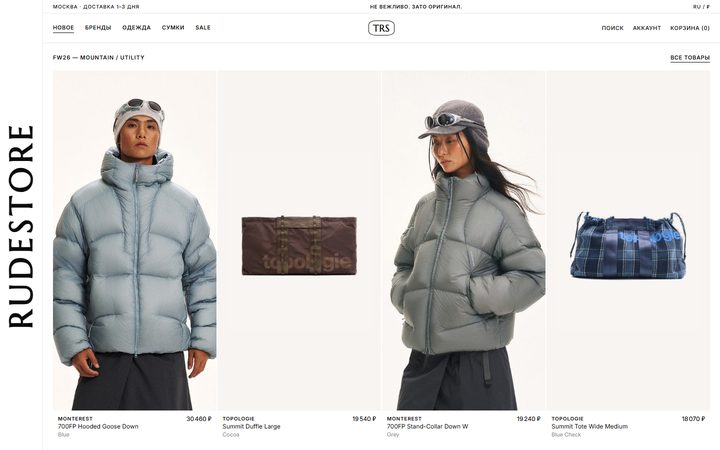 МОСКВА · ДОСТАВКА 1–3 ДНЯ
НЕ ВЕЖЛИВО. ЗАТО ОРИГИНАЛ.
RU / ₽
НОВОЕ БРЕНДЫ ОДЕЖДА СУМКИ SALE
TRS
ПОИСК АККАУНТ КОРЗИНА (0)
FW26 — MOUNTAIN / UTILITY
ВСЕ ТОВАРЫ
RUDESTORE
topologie
topologie
MONTEREST 30 460 ₽
700FP Hooded Goose Down
Blue
TOPOLOGIE 19 540 ₽
Summit Duffle Large
Cocoa
MONTEREST 19 240 ₽
700FP Stand-Collar Down W
Grey
TOPOLOGIE 18 070 ₽
Summit Tote Wide Medium
Blue Check